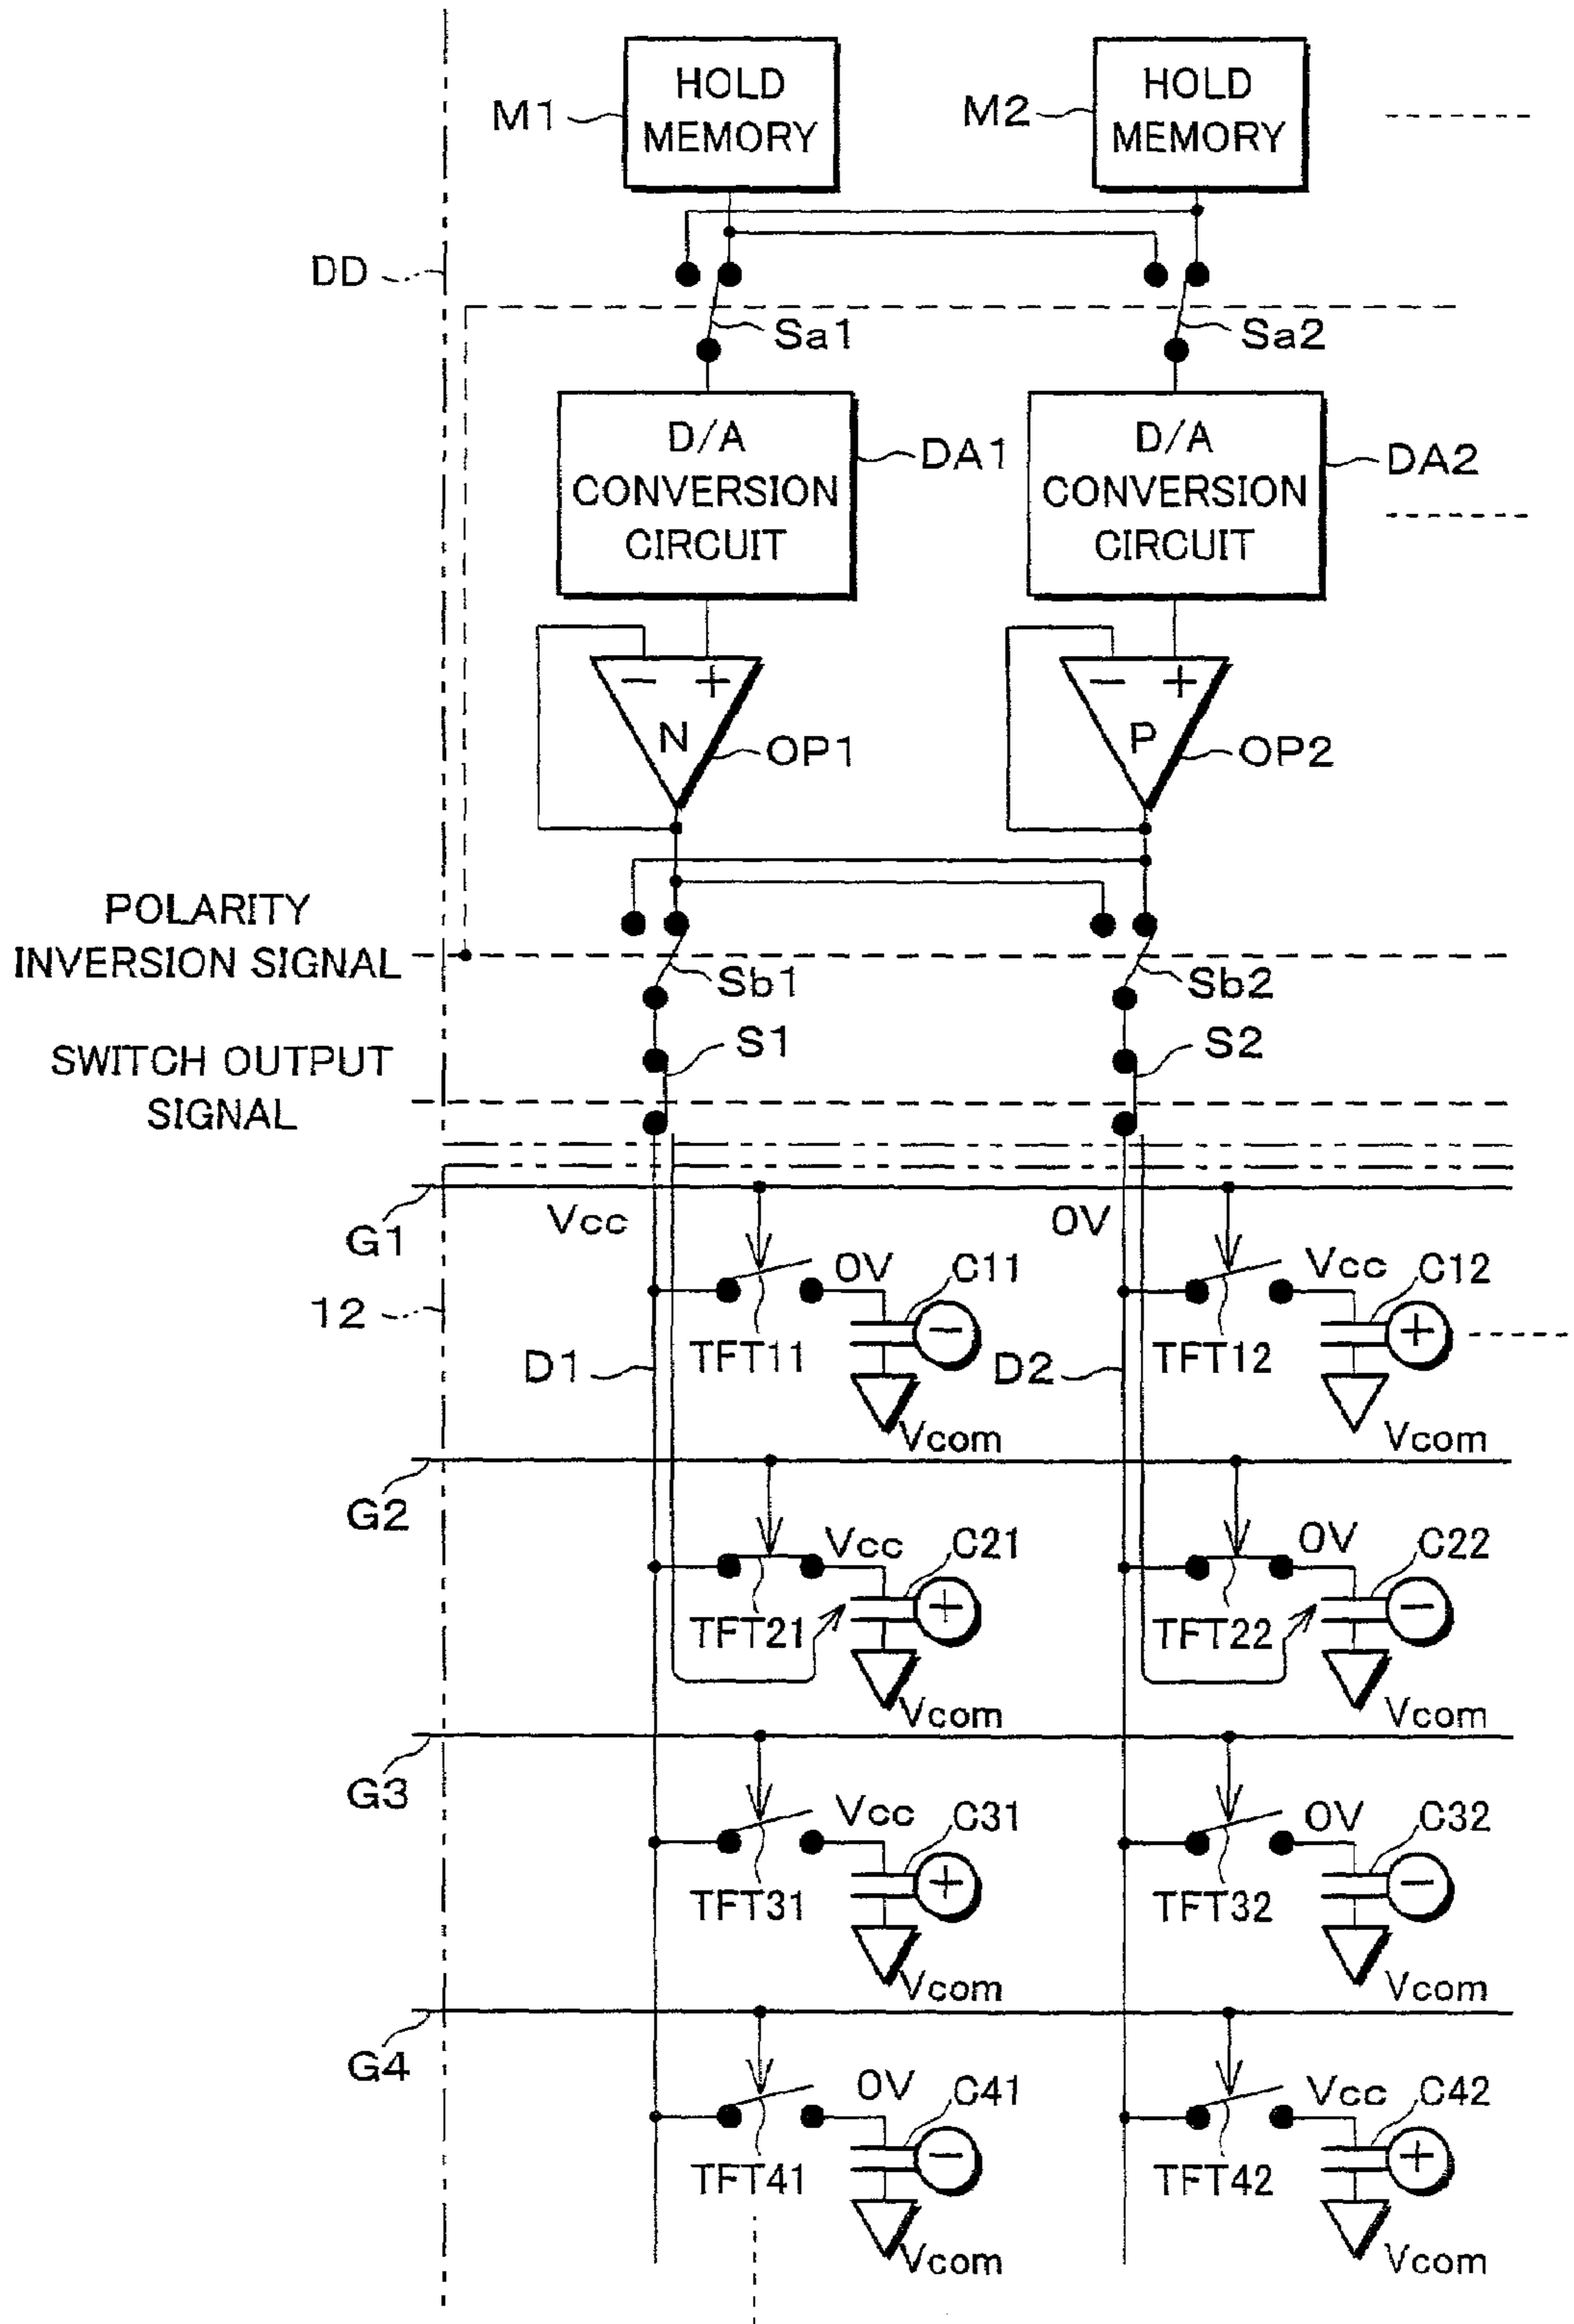 HOLD
MEMORY
M1
HOLD
MEMORY
M2
DD
Sa1
Sa2
D/A
CONVERSION
CIRCUIT
DA1
D/A
CONVERSION
CIRCUIT
DA2
− +
N
OP1
− +
P
OP2
POLARITY
INVERSION SIGNAL
Sb1
Sb2
SWITCH OUTPUT
SIGNAL
S1
S2
G1
Vcc
0V
12
0V
C11
−
TFT11
D1
Vcom
Vcc
C12
+
TFT12
D2
Vcom
G2
Vcc
C21
+
TFT21
Vcom
0V
C22
−
TFT22
Vcom
G3
Vcc
C31
+
TFT31
Vcom
0V
C32
−
TFT32
Vcom
G4
0V
C41
−
TFT41
Vcom
Vcc
C42
+
TFT42
Vcom